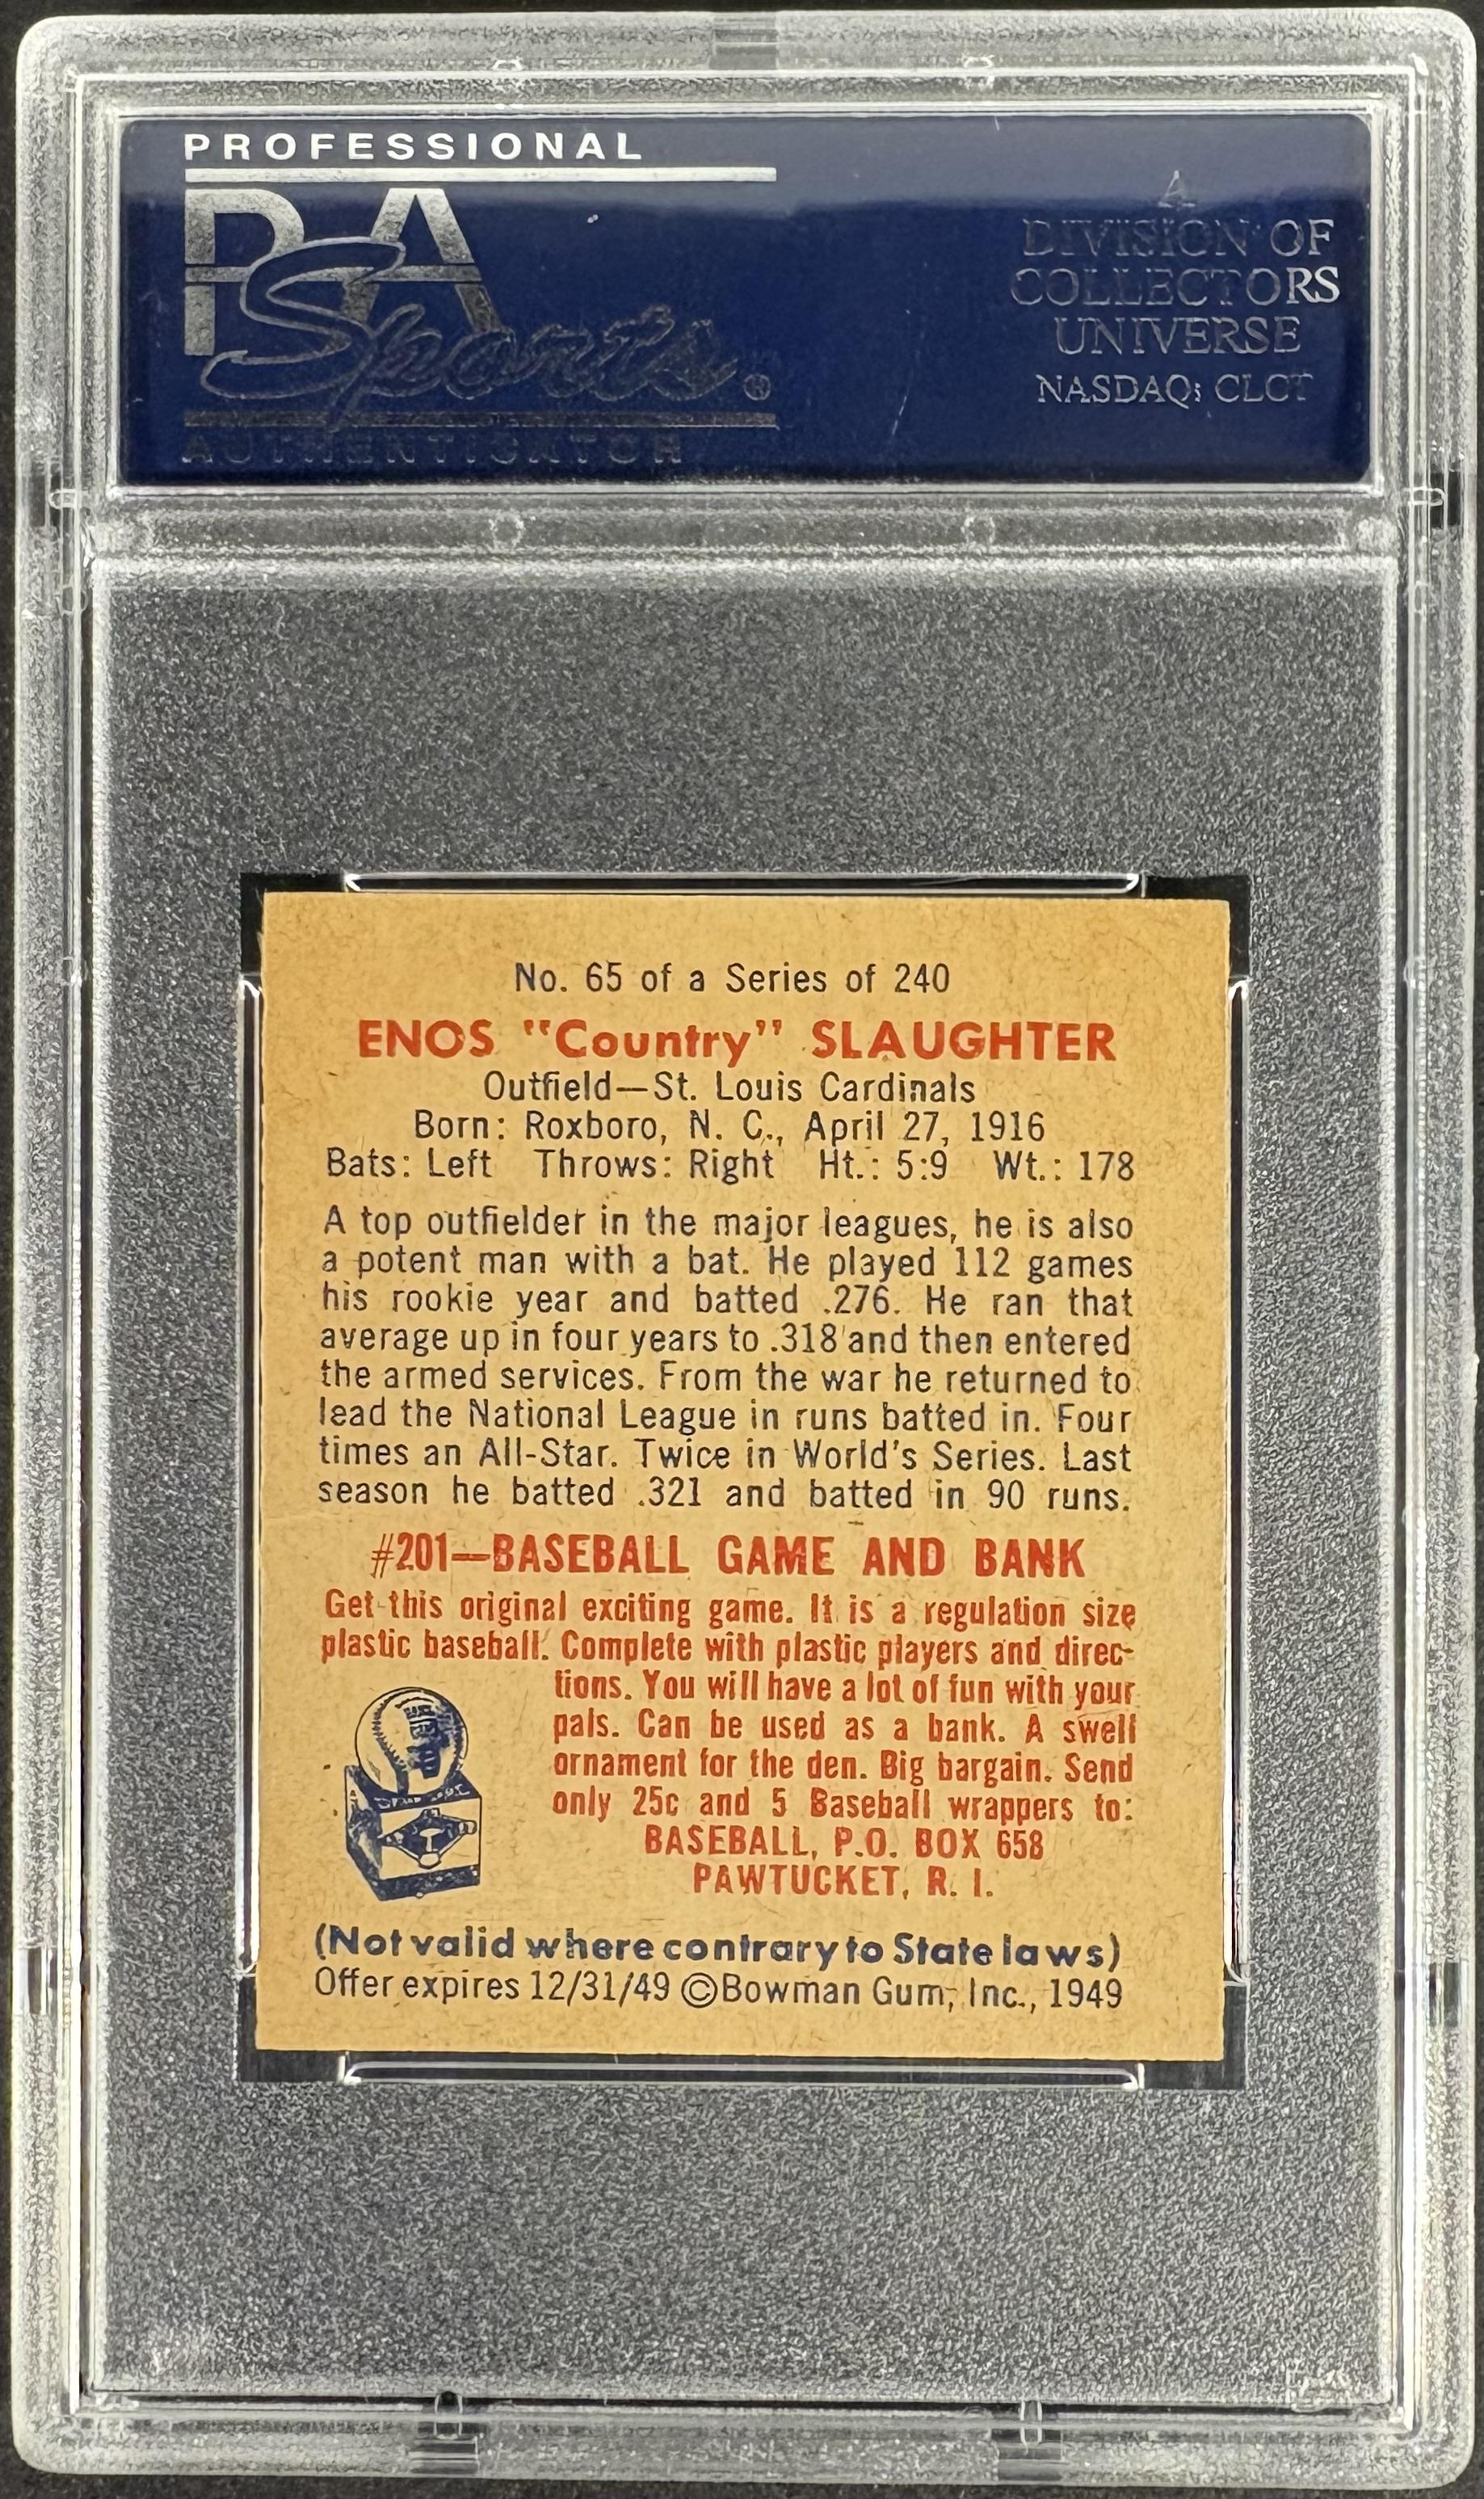 PROFESSIONAL
PSA
Sports®
AUTHENTICATOR
A
DIVISION OF
COLLECTORS
UNIVERSE
NASDAQ: CLCT
No. 65 of a Series of 240
ENOS "Country" SLAUGHTER
Outfield—St. Louis Cardinals
Born: Roxboro, N. C., April 27, 1916
Bats: Left Throws: Right Ht.: 5:9 Wt.: 178
A top outfielder in the major leagues, he is also
a potent man with a bat. He played 112 games
his rookie year and batted .276. He ran that
average up in four years to .318 and then entered
the armed services. From the war he returned to
lead the National League in runs batted in. Four
times an All-Star. Twice in World's Series. Last
season he batted .321 and batted in 90 runs.
#201—BASEBALL GAME AND BANK
Get this original exciting game. It is a regulation size
plastic baseball. Complete with plastic players and direc-
tions. You will have a lot of fun with your
pals. Can be used as a bank. A swell
ornament for the den. Big bargain. Send
only 25c and 5 Baseball wrappers to:
BASEBALL, P.O. BOX 658
PAWTUCKET, R. I.
(Not valid where contrary to State laws)
Offer expires 12/31/49 ©Bowman Gum, Inc., 1949